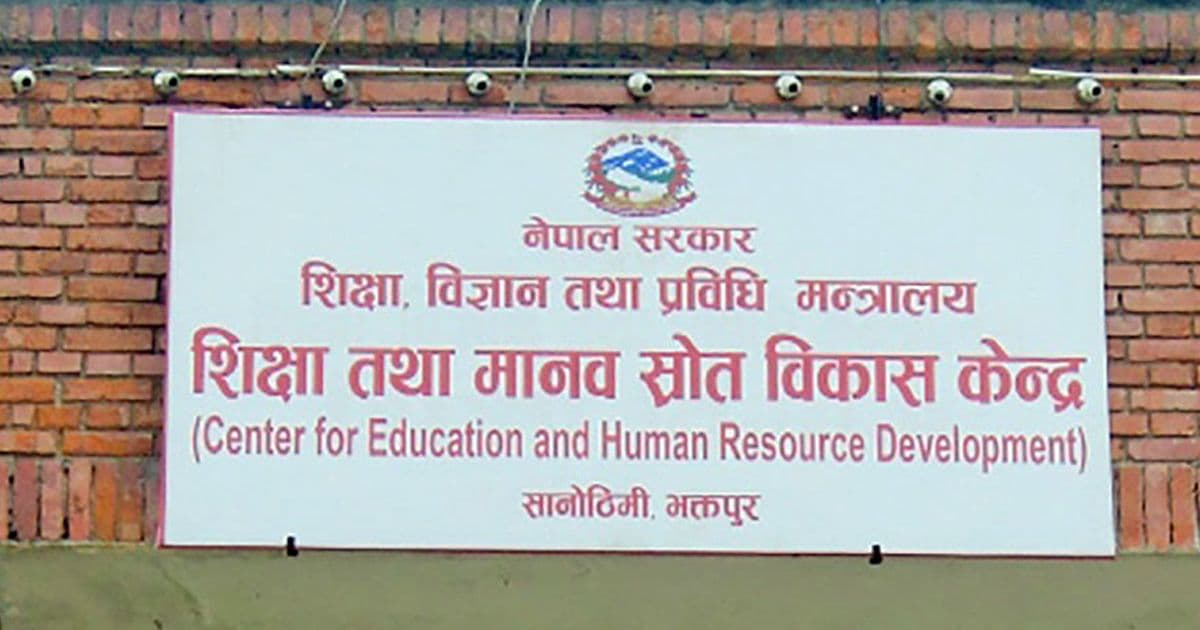 नेपाल सरकार
शिक्षा, विज्ञान तथा प्रविधि मन्त्रालय
शिक्षा तथा मानव स्रोत विकास केन्द्र
(Center for Education and Human Resource Development)
सानोठिमी, भक्तपुर